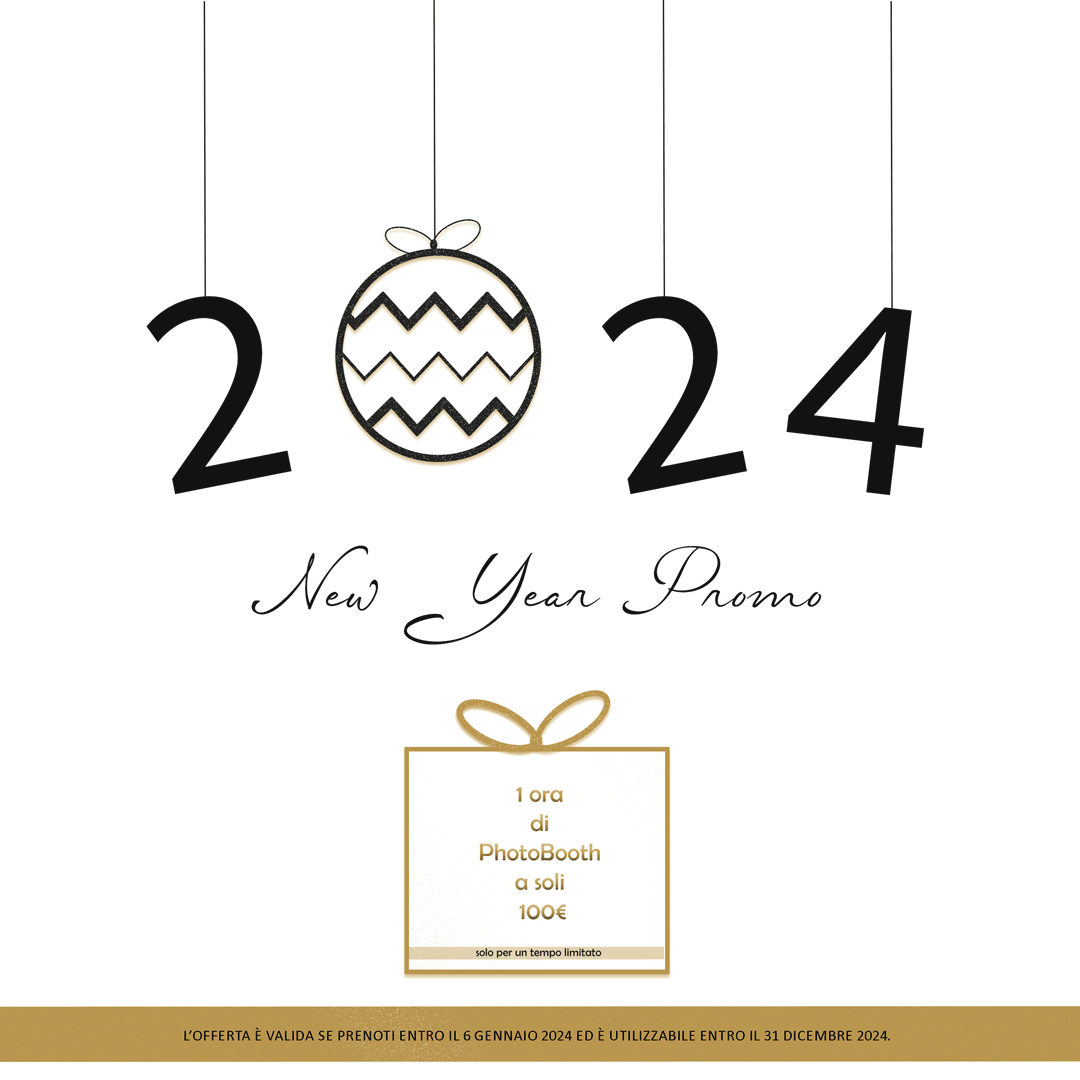 2024
New Year Promo
1 ora
di
PhotoBooth
a soli
100€
solo per un tempo limitato
L'OFFERTA È VALIDA SE PRENOTI ENTRO IL 6 GENNAIO 2024 ED È UTILIZZABILE ENTRO IL 31 DICEMBRE 2024.